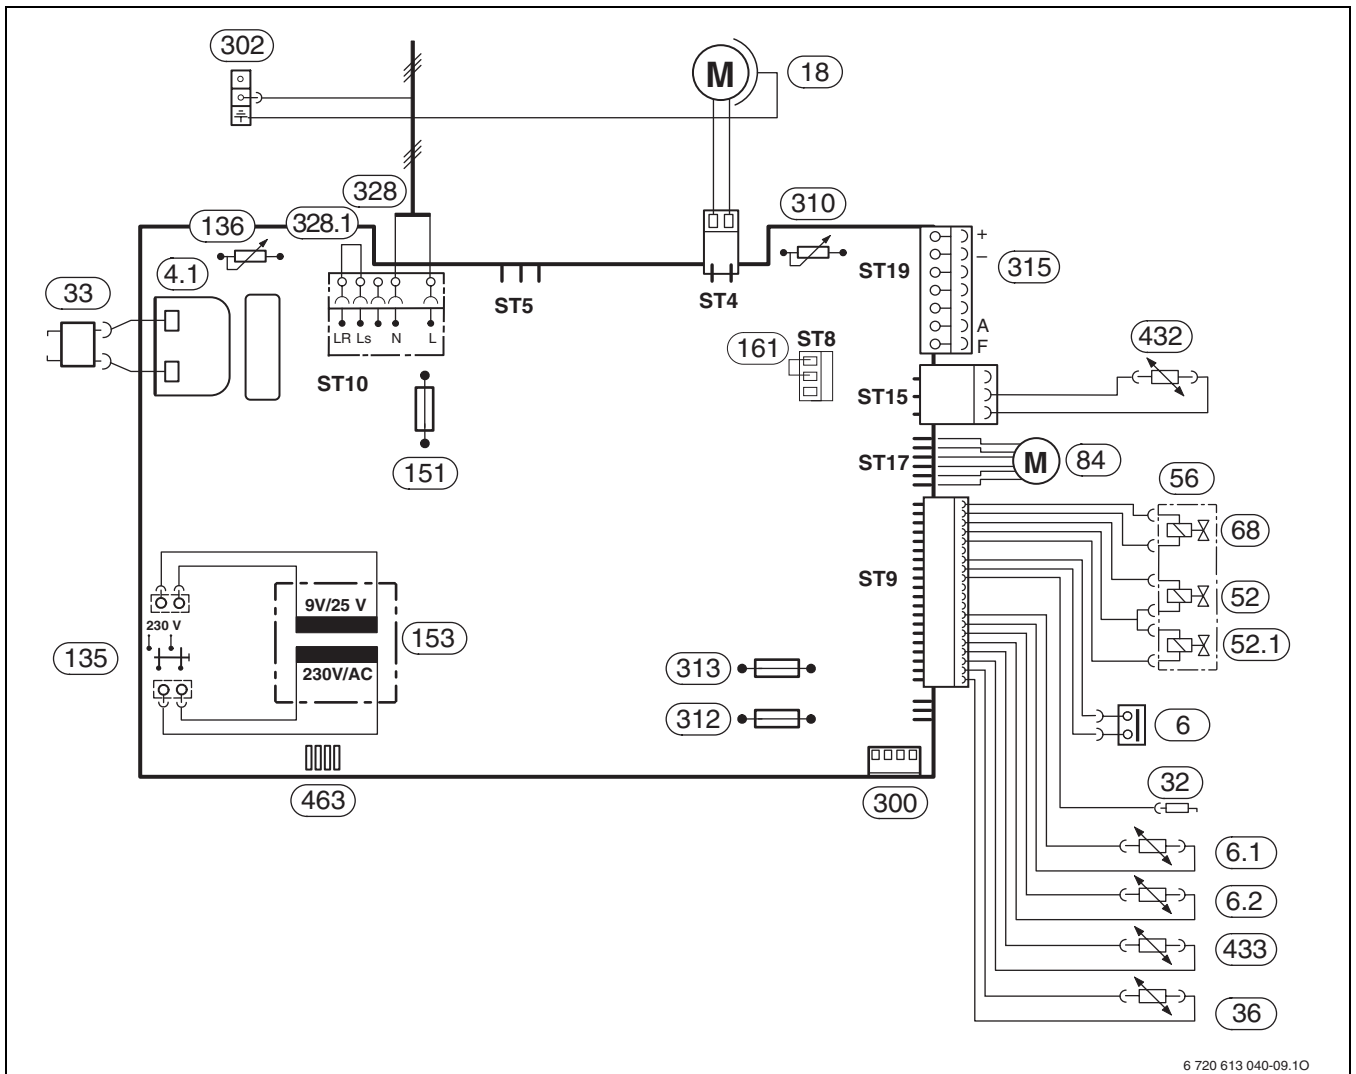 302
M
18
328
136
328.1
310
4.1
+
–
315
ST19
33
ST5
ST4
A
F
LR
Ls
N
L
ST8
161
432
ST10
ST15
151
ST17
M
84
56
68
ST9
52
9V/25 V
230 V
153
135
52.1
230V/AC
313
312
6
463
300
32
6.1
6.2
433
36
6 720 613 040-09.1O